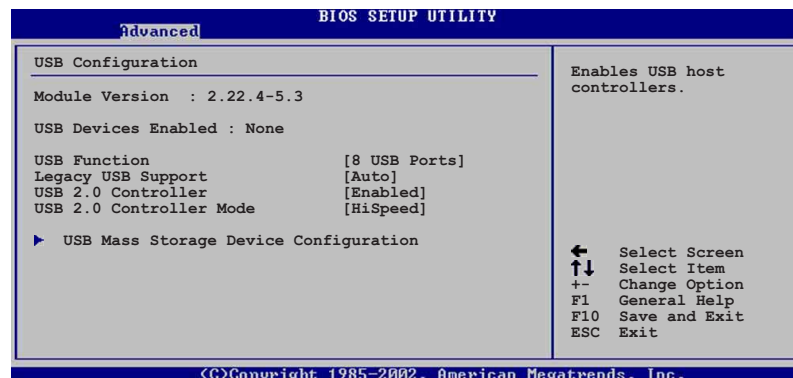 BIOS SETUP UTILITY
Advanced
USB Configuration
Module Version : 2.22.4-5.3
USB Devices Enabled : None
USB Function [8 USB Ports]
Legacy USB Support [Auto]
USB 2.0 Controller [Enabled]
USB 2.0 Controller Mode [HiSpeed]
USB Mass Storage Device Configuration
Enables USB host
controllers.
Select Screen
Select Item
+- Change Option
F1 General Help
F10 Save and Exit
ESC Exit
(C)Copyright 1985-2002, American Megatrends, Inc.